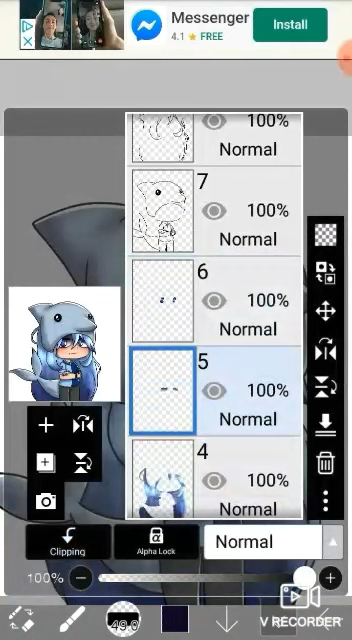 Messenger
4.1 ★ FREE
Install
100%
Normal
7
100%
Normal
6
100%
Normal
5
100%
Normal
4
100%
Normal
Clipping
Alpha Lock
Normal
100%
49.0
V RECORDER